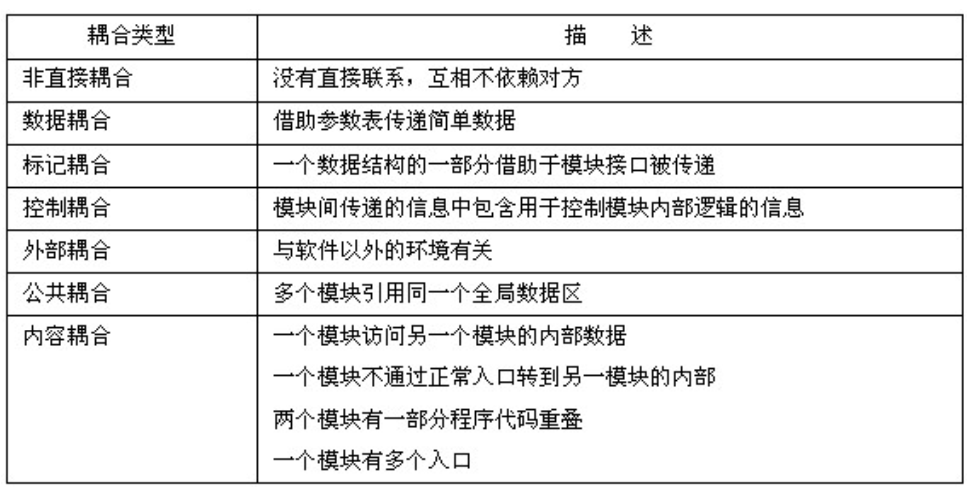 耦合类型 描 述
非直接耦合 没有直接联系，互相不依赖对方
数据耦合 借助参数表传递简单数据
标记耦合 一个数据结构的一部分借助于模块接口被传递
控制耦合 模块间传递的信息中包含用于控制模块内部逻辑的信息
外部耦合 与软件以外的环境有关
公共耦合 多个模块引用同一个全局数据区
内容耦合 一个模块访问另一个模块的内部数据
一个模块不通过正常入口转到另一模块的内部
两个模块有一部分程序代码重叠
一个模块有多个入口